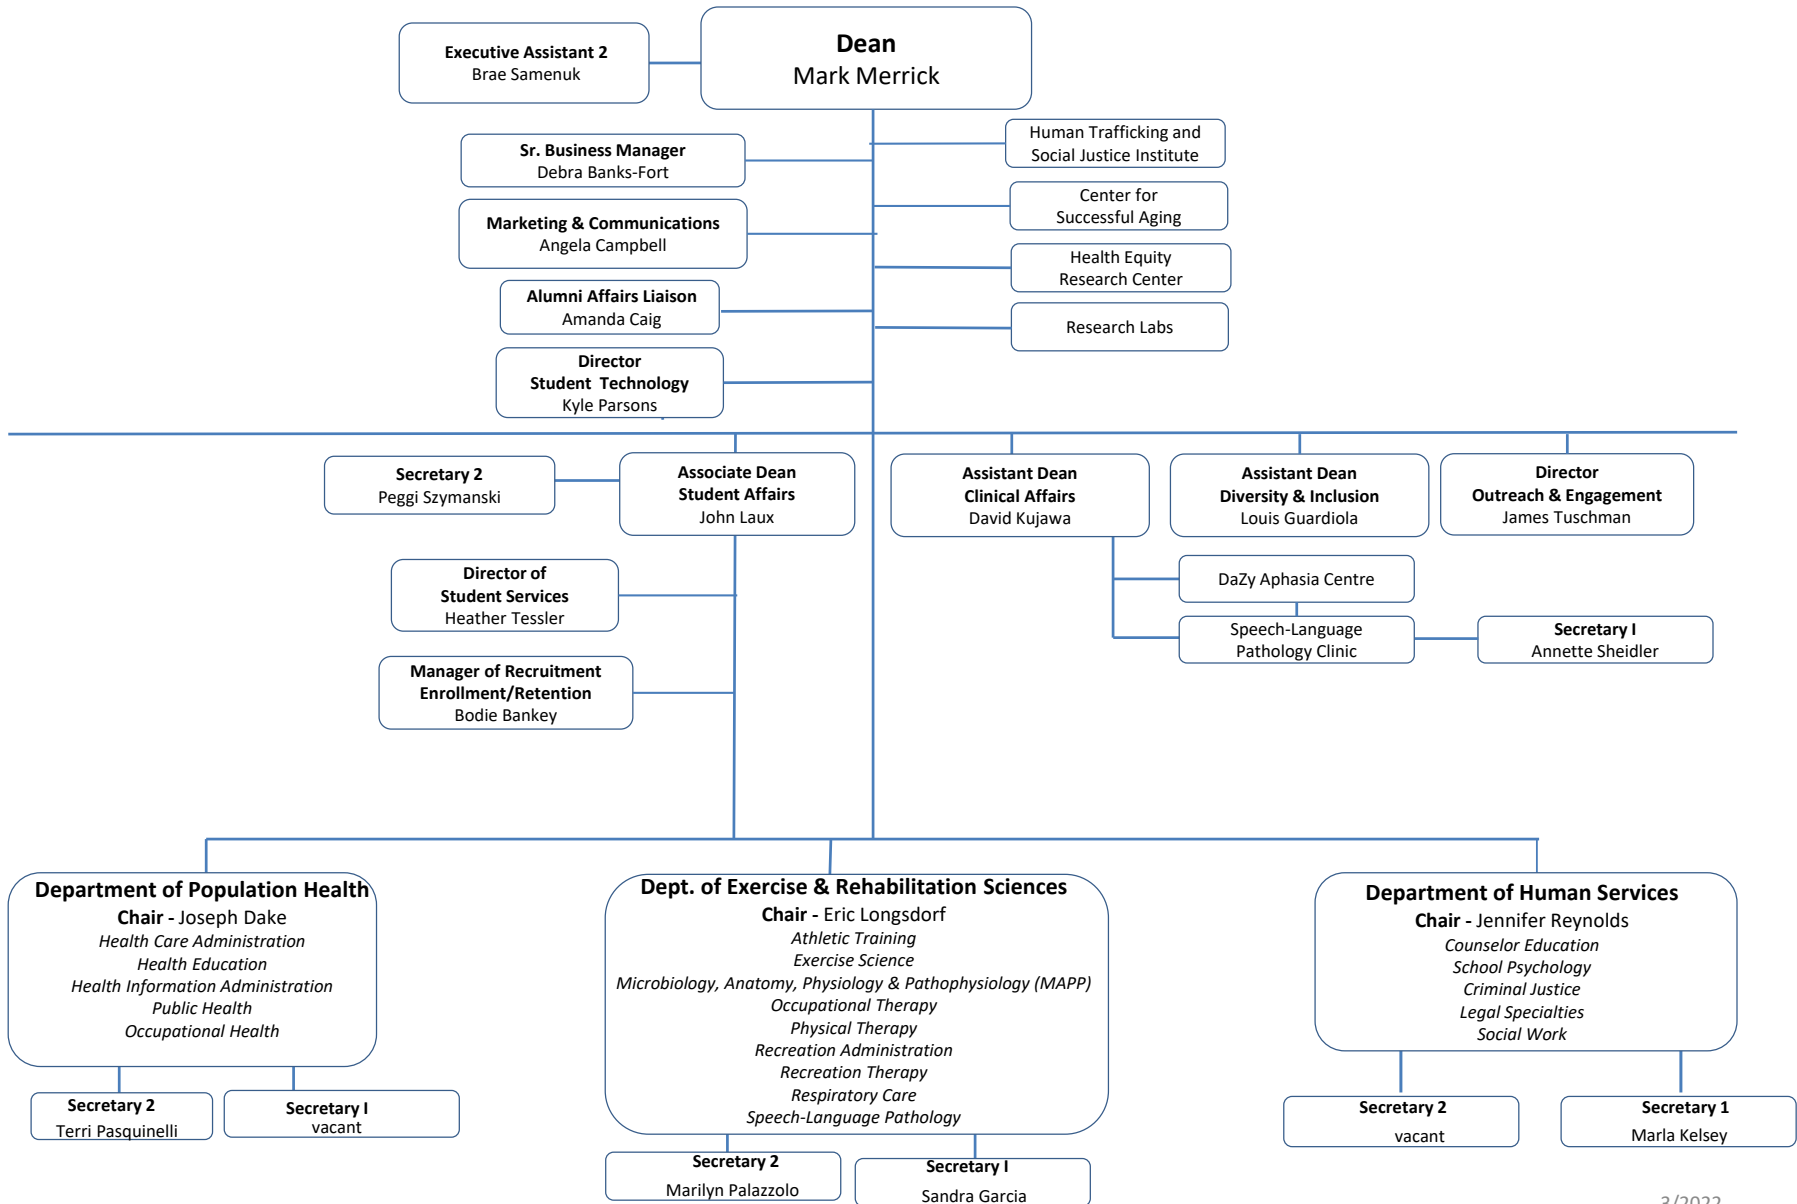 Executive Assistant 2
Brae Samenuk
Dean
Mark Merrick
Sr. Business Manager
Debra Banks-Fort
Marketing & Communications
Angela Campbell
Alumni Affairs Liaison
Amanda Caig
Director
Student Technology
Kyle Parsons
Human Trafficking and
Social Justice Institute
Center for
Successful Aging
Health Equity
Research Center
Research Labs
Secretary 2
Peggi Szymanski
Associate Dean
Student Affairs
John Laux
Assistant Dean
Clinical Affairs
David Kujawa
Assistant Dean
Diversity & Inclusion
Louis Guardiola
Director
Outreach & Engagement
James Tuschman
Director of
Student Services
Heather Tessler
Manager of Recruitment
Enrollment/Retention
Bodie Bankey
DaZy Aphasia Centre
Speech-Language
Pathology Clinic
Secretary I
Annette Sheidler
Department of Population Health
Chair - Joseph Dake
Health Care Administration
Health Education
Health Information Administration
Public Health
Occupational Health
Secretary 2
Terri Pasquinelli
Secretary I
vacant
Dept. of Exercise & Rehabilitation Sciences
Chair - Eric Longsdorf
Athletic Training
Exercise Science
Microbiology, Anatomy, Physiology & Pathophysiology (MAPP)
Occupational Therapy
Physical Therapy
Recreation Administration
Recreation Therapy
Respiratory Care
Speech-Language Pathology
Secretary 2
Marilyn Palazzolo
Secretary I
Sandra Garcia
Department of Human Services
Chair - Jennifer Reynolds
Counselor Education
School Psychology
Criminal Justice
Legal Specialties
Social Work
Secretary 2
vacant
Secretary 1
Marla Kelsey
3/2022